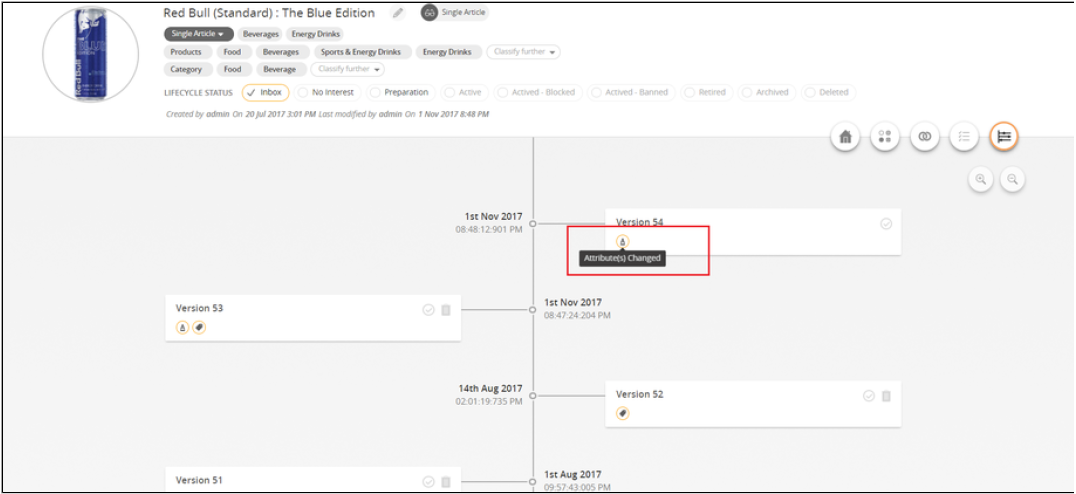 Red Bull (Standard) : The Blue Edition GO Single Article
Single Article Beverages Energy Drinks
Products Food Beverages Sports & Energy Drinks Energy Drinks Classify further
Category Food Beverage Classify further
LIFECYCLE STATUS Inbox No Interest Preparation Active Actived - Blocked Actived - Banned Retired Archived Deleted
Created by admin On 20 Jul 2017 3:01 PM Last modified by admin On 1 Nov 2017 8:48 PM
1st Nov 2017
08:48:12:901 PM
Version 54
Attribute(s) Changed
Version 53
1st Nov 2017
08:47:24:204 PM
14th Aug 2017
02:01:19:735 PM
Version 52
Version 51
1st Aug 2017
09:57:43:005 PM